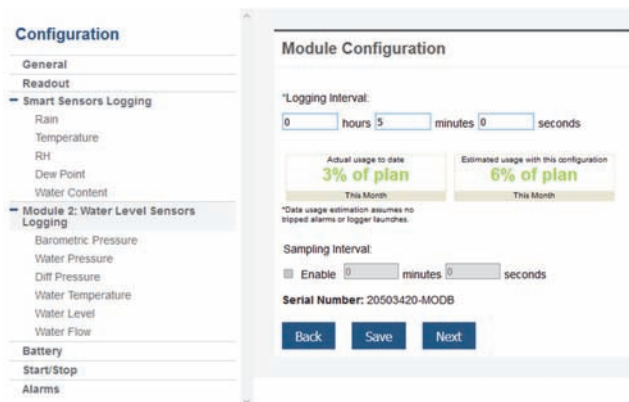 Configuration
General
Readout
Smart Sensors Logging
Rain
Temperature
RH
Dew Point
Water Content
Module 2: Water Level Sensors
Logging
Barometric Pressure
Water Pressure
Diff Pressure
Water Temperature
Water Level
Water Flow
Battery
Start/Stop
Alarms
Module Configuration
*Logging Interval:
0 hours 5 minutes 0 seconds
Actual usage to date
3% of plan
This Month
Estimated usage with this configuration
6% of plan
This Month
*Data usage estimation assumes no
tripped alarms or logger launches.
Sampling Interval:
Enable 0 minutes 0 seconds
Serial Number: 20503420-MODB
Back Save Next